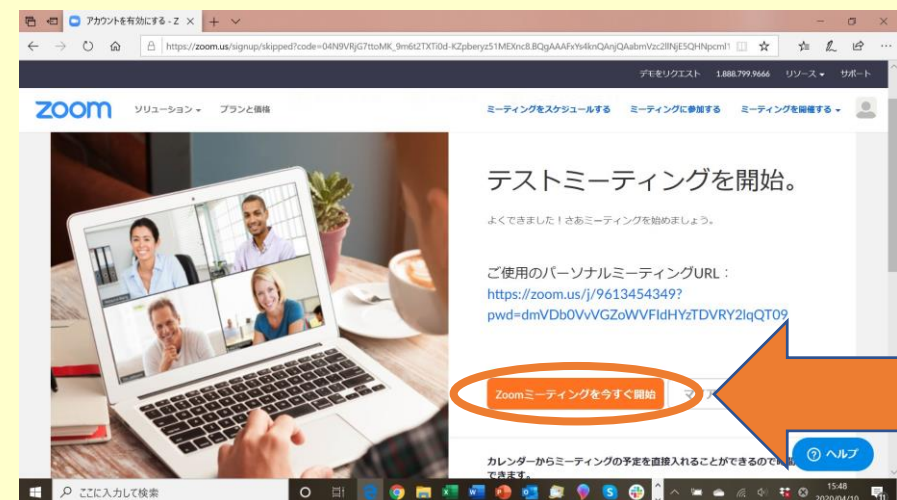 アカウントを有効にする - Z
https://zoom.us/signup/skipped?code=04N9VRjG7ttoMK_9m6t2TXTi0d-KZpberyz51MEXnc8.BQgAAAFxYs4knQAnjQAabmVzc2llNjE5QHNpcml1
デモをリクエスト 1.888.799.9666 リソース サポート
zoom ソリューション プランと価格 ミーティングをスケジュールする ミーティングに参加する ミーティングを開催する
テストミーティングを開始。
よくできました！さあミーティングを始めましょう。
ご使用のパーソナルミーティングURL：
https://zoom.us/j/9613454349?
pwd=dmVDb0VvVGZoWVFIdHYzTDVRY2lqQT09
Zoomミーティングを今すぐ開始
カレンダーからミーティングの予定を直接入れることができるので
できます。
ヘルプ
ここに入力して検索
15:48
2020/04/10